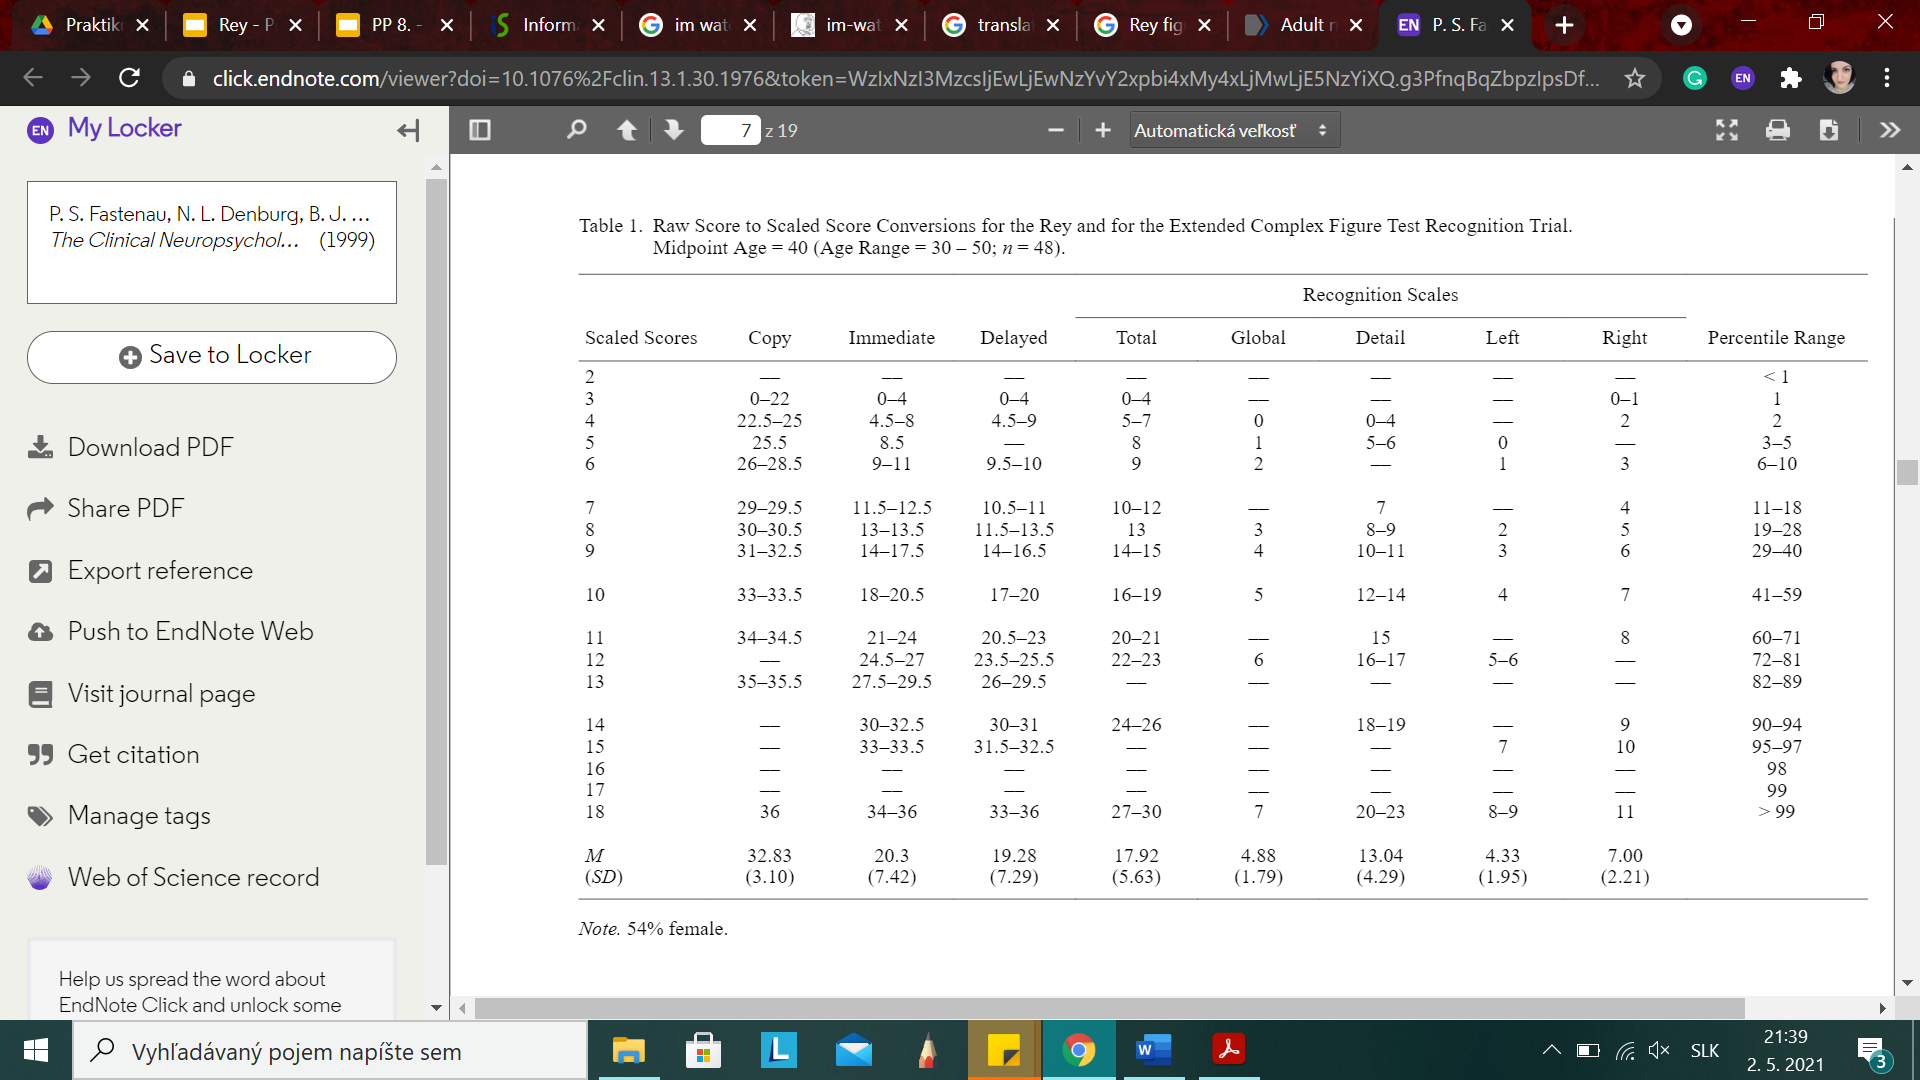 Praktik
Rey - P
PP 8. -
Inform
im wat
im-wat
transla
Rey fig
Adult n
EN P. S. Fa
click.endnote.com/viewer?doi=10.1076%2Fclin.13.1.30.1976&token=WzIxNzI3MzcsIjEwLjEwNzYvY2xpbi4xMy4xLjMwLjE5NzYiXQ.g3PfnqBqZbpzIpsDf...
EN
EN My Locker
7 z 19
Automatická veľkosť
P. S. Fastenau, N. L. Denburg, B. J. ...
The Clinical Neuropsychol... (1999)
Save to Locker
Download PDF
Share PDF
Export reference
Push to EndNote Web
Visit journal page
Get citation
Manage tags
Web of Science record
Help us spread the word about
EndNote Click and unlock some
Table 1. Raw Score to Scaled Score Conversions for the Rey and for the Extended Complex Figure Test Recognition Trial.
Midpoint Age = 40 (Age Range = 30 – 50; n = 48).
Recognition Scales
Scaled Scores Copy Immediate Delayed Total Global Detail Left Right Percentile Range
2 — — — — — — — — < 1
3 0–22 0–4 0–4 0–4 — — — 0–1 1
4 22.5–25 4.5–8 4.5–9 5–7 0 0–4 — 2 2
5 25.5 8.5 — 8 1 5–6 0 — 3–5
6 26–28.5 9–11 9.5–10 9 2 — 1 3 6–10
7 29–29.5 11.5–12.5 10.5–11 10–12 — 7 — 4 11–18
8 30–30.5 13–13.5 11.5–13.5 13 3 8–9 2 5 19–28
9 31–32.5 14–17.5 14–16.5 14–15 4 10–11 3 6 29–40
10 33–33.5 18–20.5 17–20 16–19 5 12–14 4 7 41–59
11 34–34.5 21–24 20.5–23 20–21 — 15 — 8 60–71
12 — 24.5–27 23.5–25.5 22–23 6 16–17 5–6 — 72–81
13 35–35.5 27.5–29.5 26–29.5 — — — — — 82–89
14 — 30–32.5 30–31 24–26 — 18–19 — 9 90–94
15 — 33–33.5 31.5–32.5 — — — 7 10 95–97
16 — — — — — — — — 98
17 — — — — — — — — 99
18 36 34–36 33–36 27–30 7 20–23 8–9 11 > 99
M 32.83 20.3 19.28 17.92 4.88 13.04 4.33 7.00
(SD) (3.10) (7.42) (7.29) (5.63) (1.79) (4.29) (1.95) (2.21)
Note. 54% female.
Vyhľadávaný pojem napíšte sem
SLK
21:39
2. 5. 2021
3